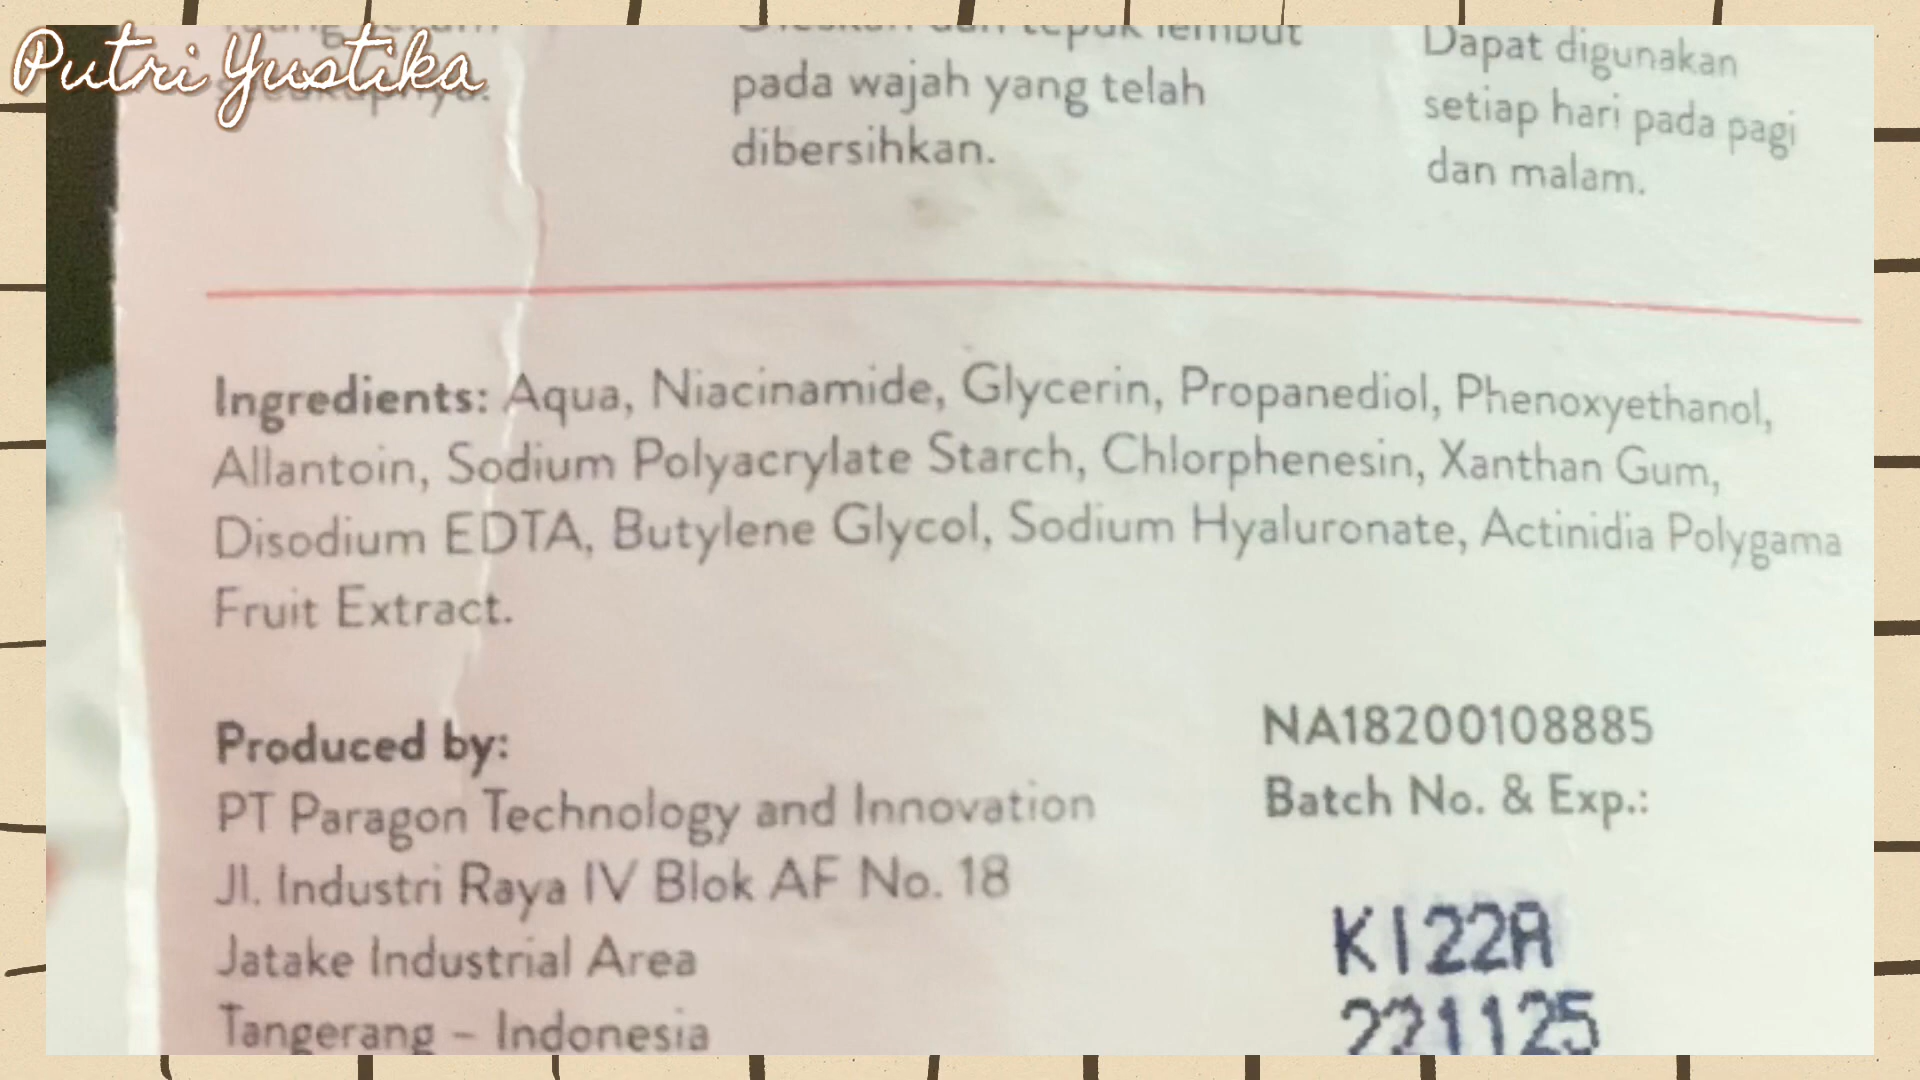 Putri Yustika
tepuk lembut
pada wajah yang telah
dibersihkan.
Dapat digunakan
setiap hari pada pagi
dan malam.
Ingredients: Aqua, Niacinamide, Glycerin, Propanediol, Phenoxyethanol,
Allantoin, Sodium Polyacrylate Starch, Chlorphenesin, Xanthan Gum,
Disodium EDTA, Butylene Glycol, Sodium Hyaluronate, Actinidia Polygama
Fruit Extract.
Produced by:
PT Paragon Technology and Innovation
Jl. Industri Raya IV Blok AF No. 18
Jatake Industrial Area
Tangerang – Indonesia
NA18200108885
Batch No. & Exp.:
K122A
221125